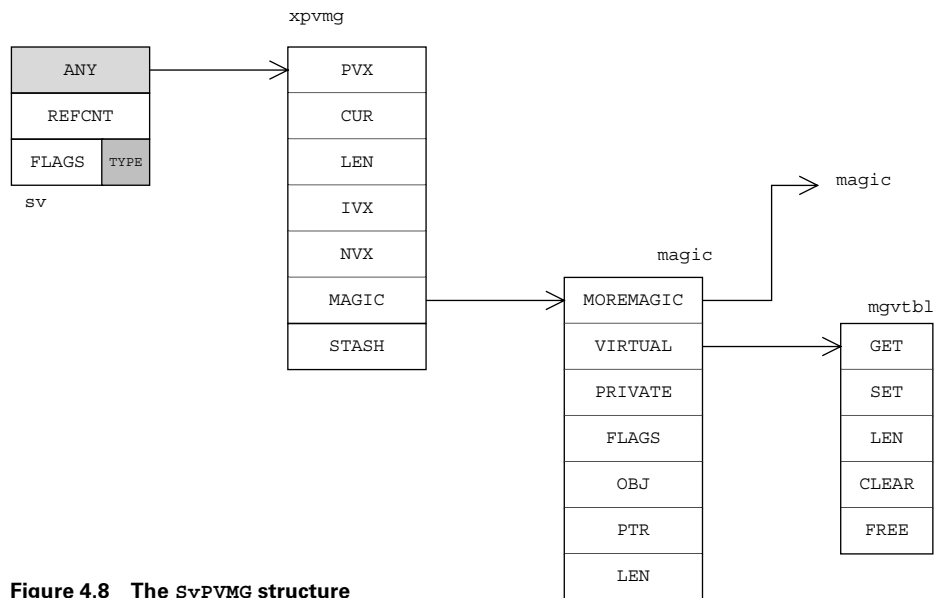 xpvmg
ANY
REFCNT
FLAGS TYPE
sv
PVX
CUR
LEN
IVX
NVX
MAGIC
STASH
magic
magic
MOREMAGIC
VIRTUAL
PRIVATE
FLAGS
OBJ
PTR
LEN
mgvtbl
GET
SET
LEN
CLEAR
FREE
Figure 4.8 The SvPVMG structure